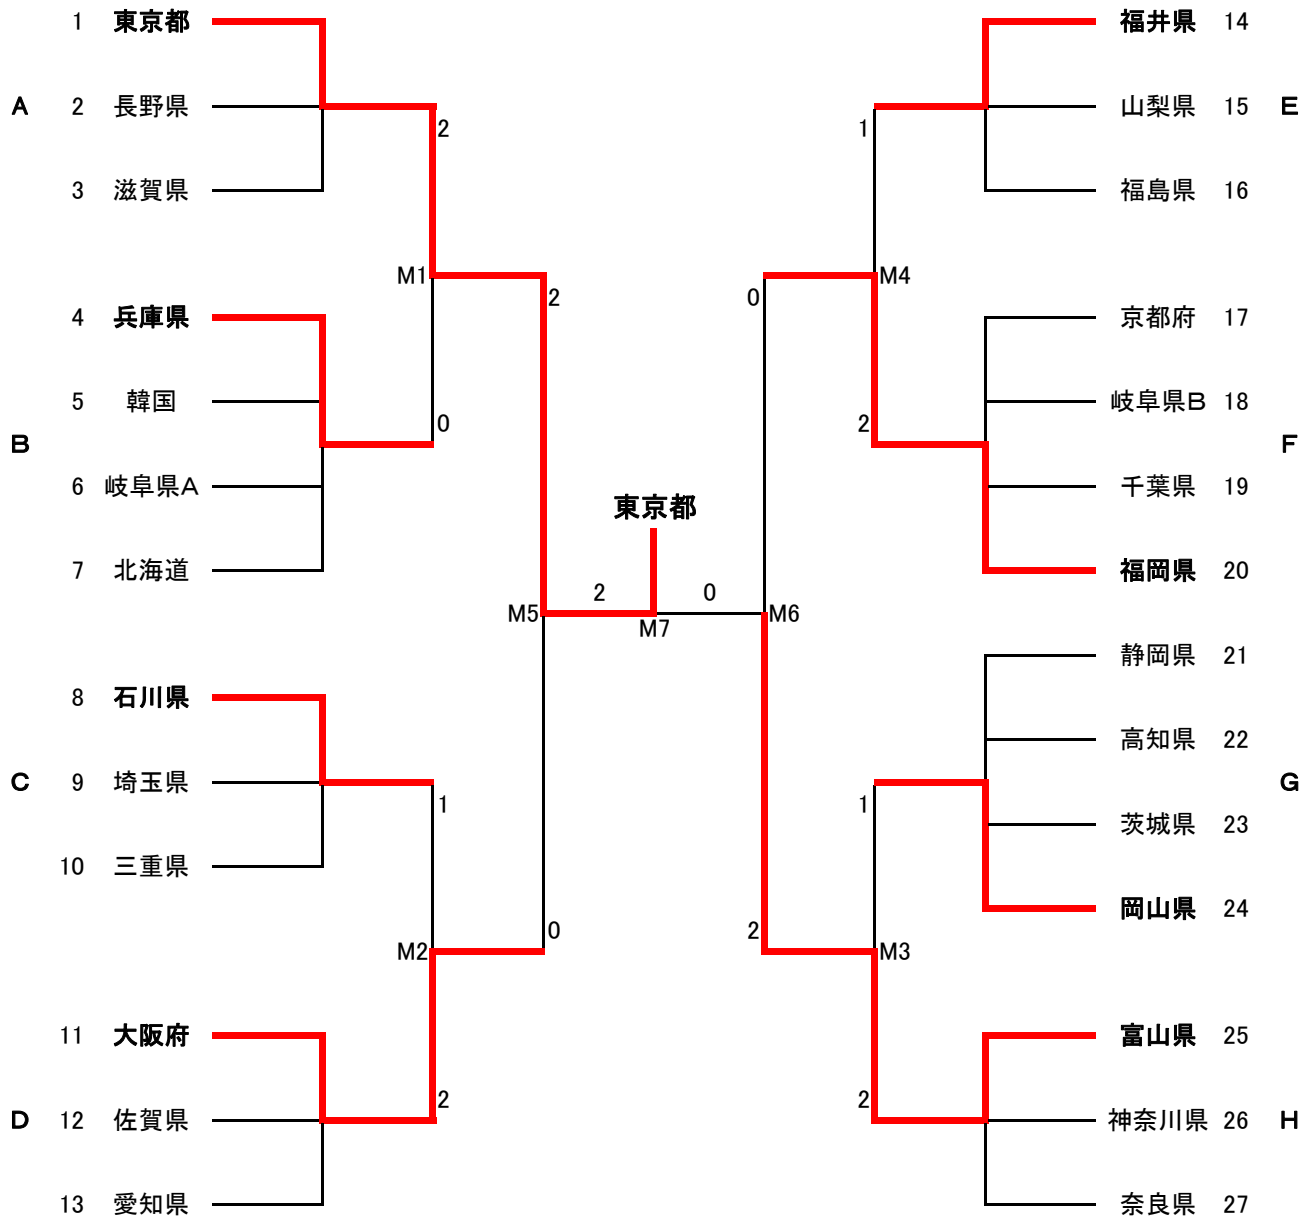 1 東京都
A 2 長野県
3 滋賀県
2
M1
4 兵庫県
5 韓国
0
B
6 岐阜県A
7 北海道
2
M5
8 石川県
C 9 埼玉県
1
10 三重県
0
M2
11 大阪府
2
D 12 佐賀県
13 愛知県
東京都
2 0
M7
福井県 14
1 山梨県 15 E
福島県 16
M4
0
京都府 17
岐阜県B 18
2
F
千葉県 19
福岡県 20
M6
静岡県 21
高知県 22
G
1
茨城県 23
岡山県 24
2
M3
富山県 25
2
神奈川県 26 H
奈良県 27